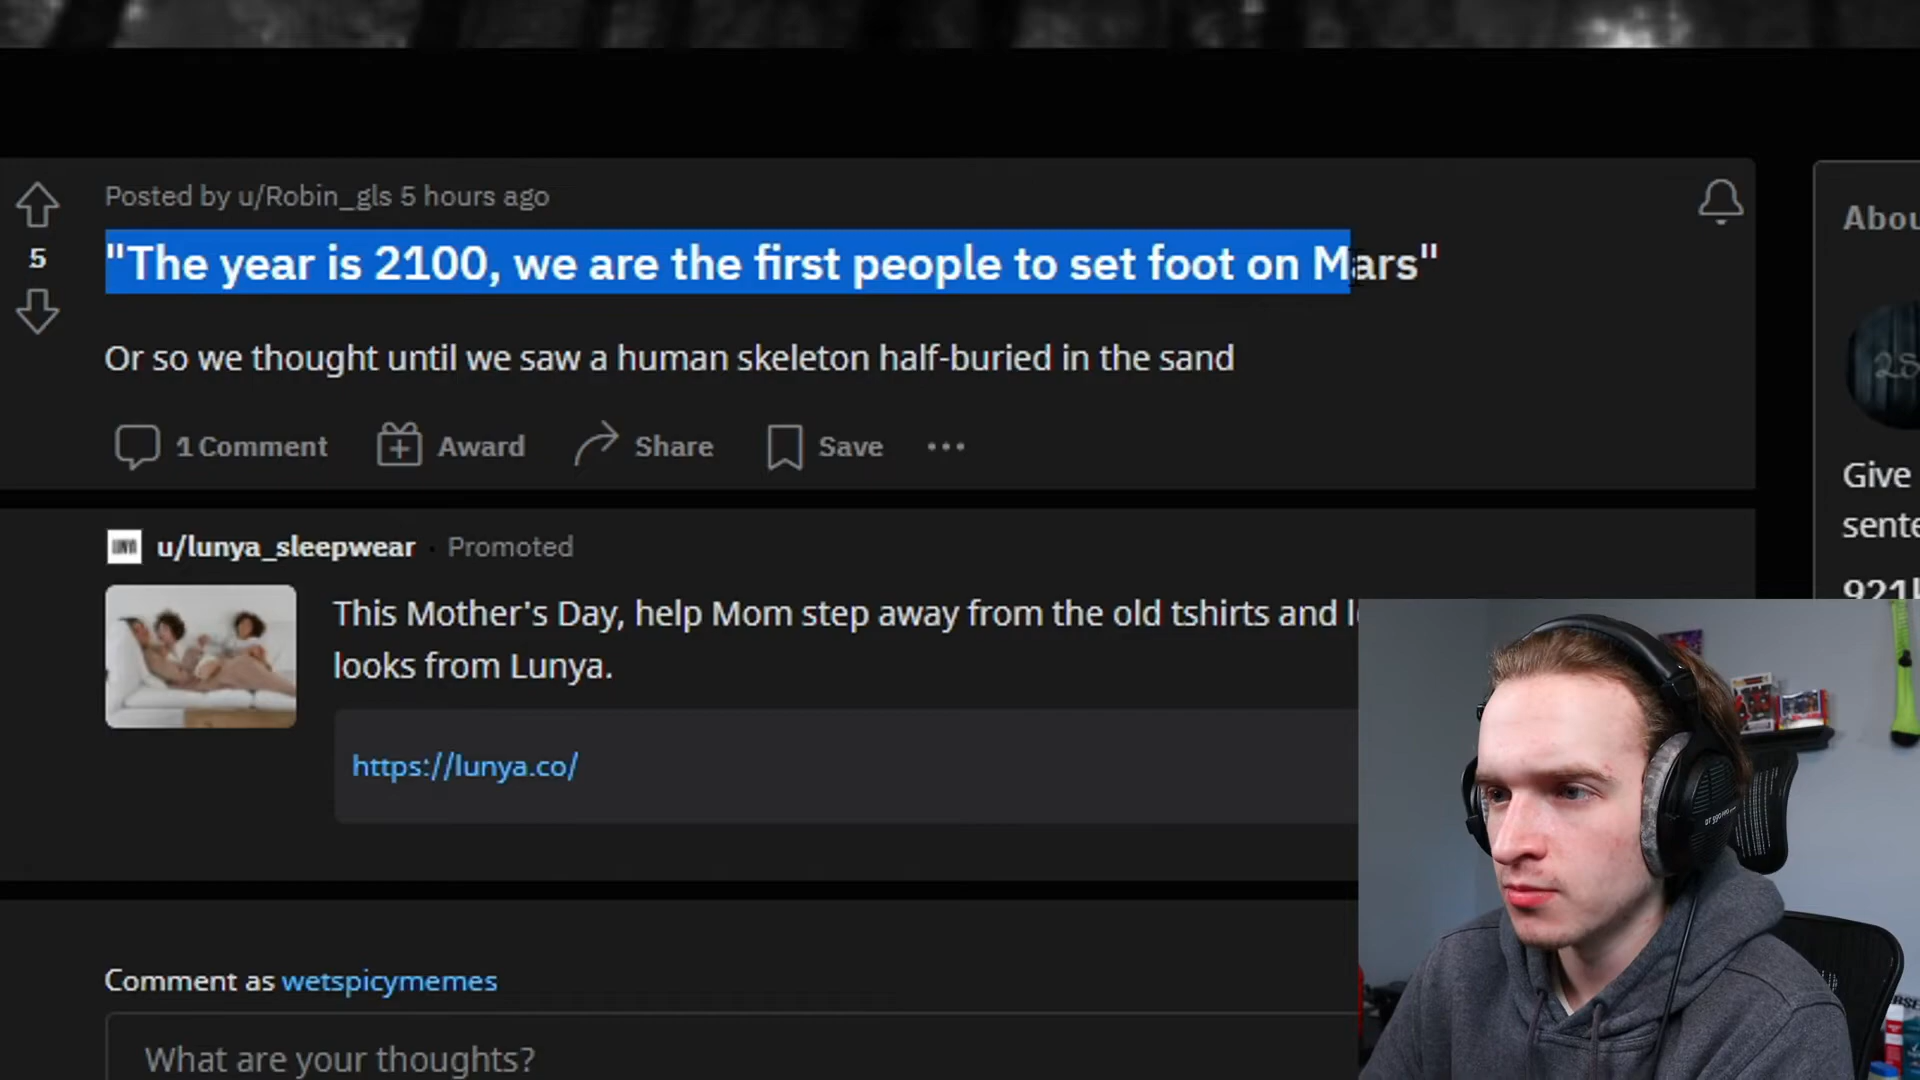 Posted by u/Robin_gls 5 hours ago
5
"The year is 2100, we are the first people to set foot on Mars"
Or so we thought until we saw a human skeleton half-buried in the sand
1 Comment Award Share Save
u/lunya_sleepwear · Promoted
This Mother's Day, help Mom step away from the old tshirts and
looks from Lunya.
https://lunya.co/
Comment as wetspicymemes
What are your thoughts?
Give